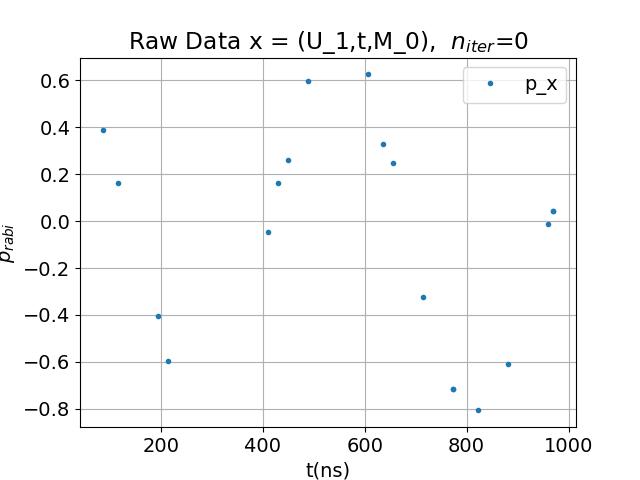 Raw Data x = (U_1,t,M_0), n_iter=0
p_x
0.6
0.4
0.2
0.0
−0.2
−0.4
−0.6
−0.8
p_rabi
200 400 600 800 1000
t(ns)